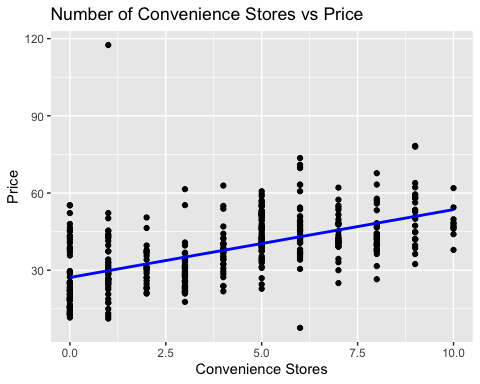 Number of Convenience Stores vs Price
120
90
60
30
Price
0.0 2.5 5.0 7.5 10.0
Convenience Stores